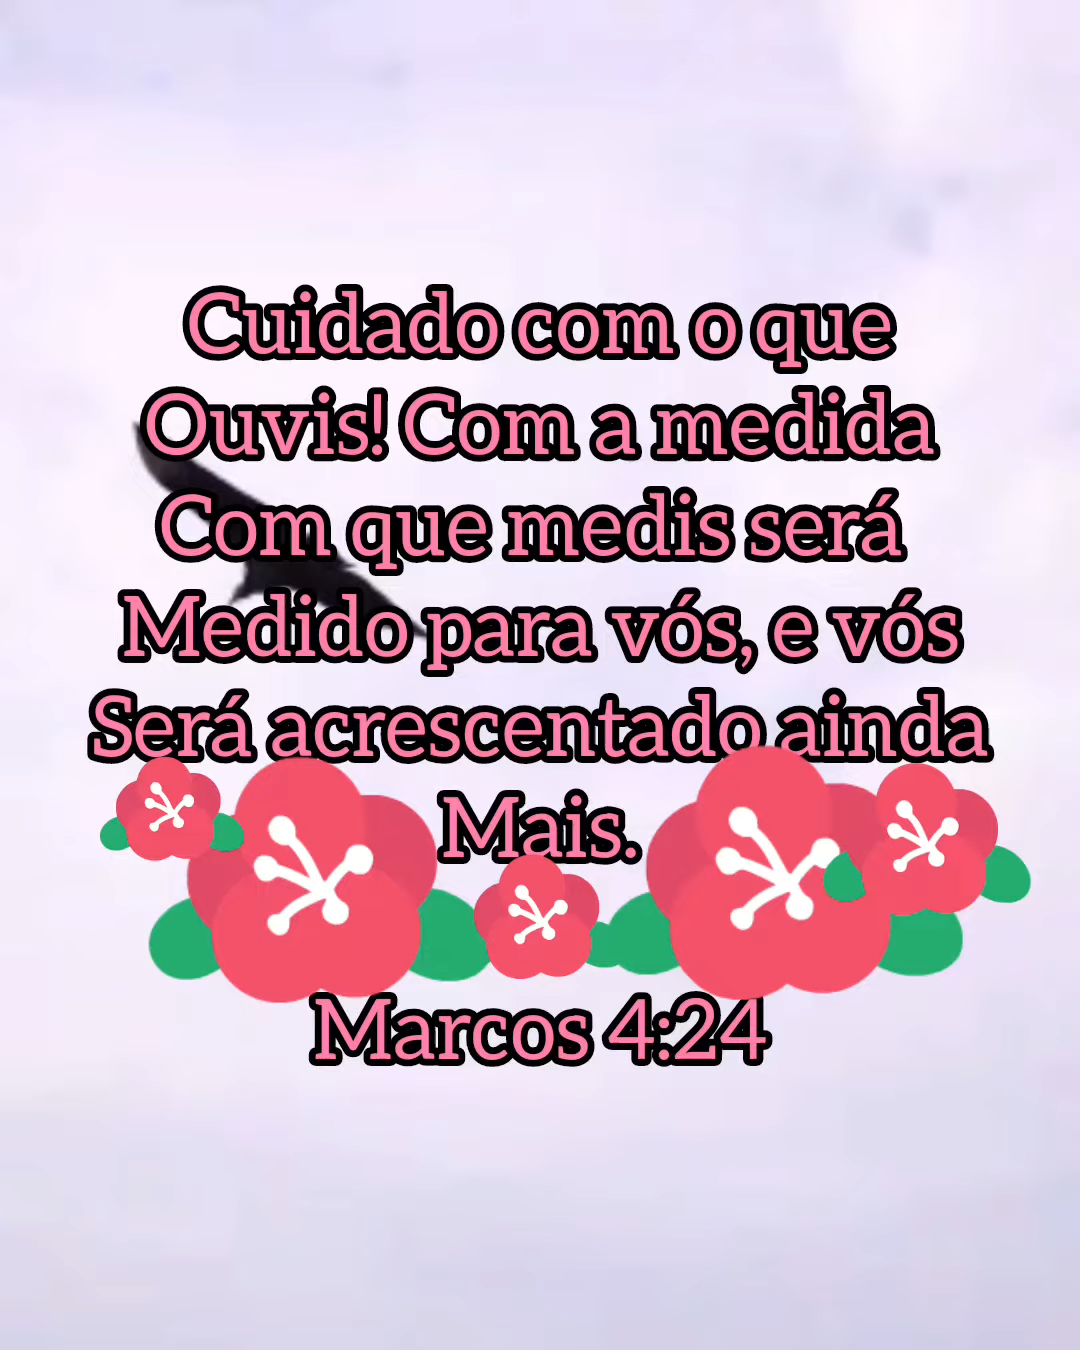 Cuidado com o que
Ouvis! Com a medida
Com que medis será
Medido para vós, e vós
Será acrescentado ainda
Mais.
Marcos 4:24